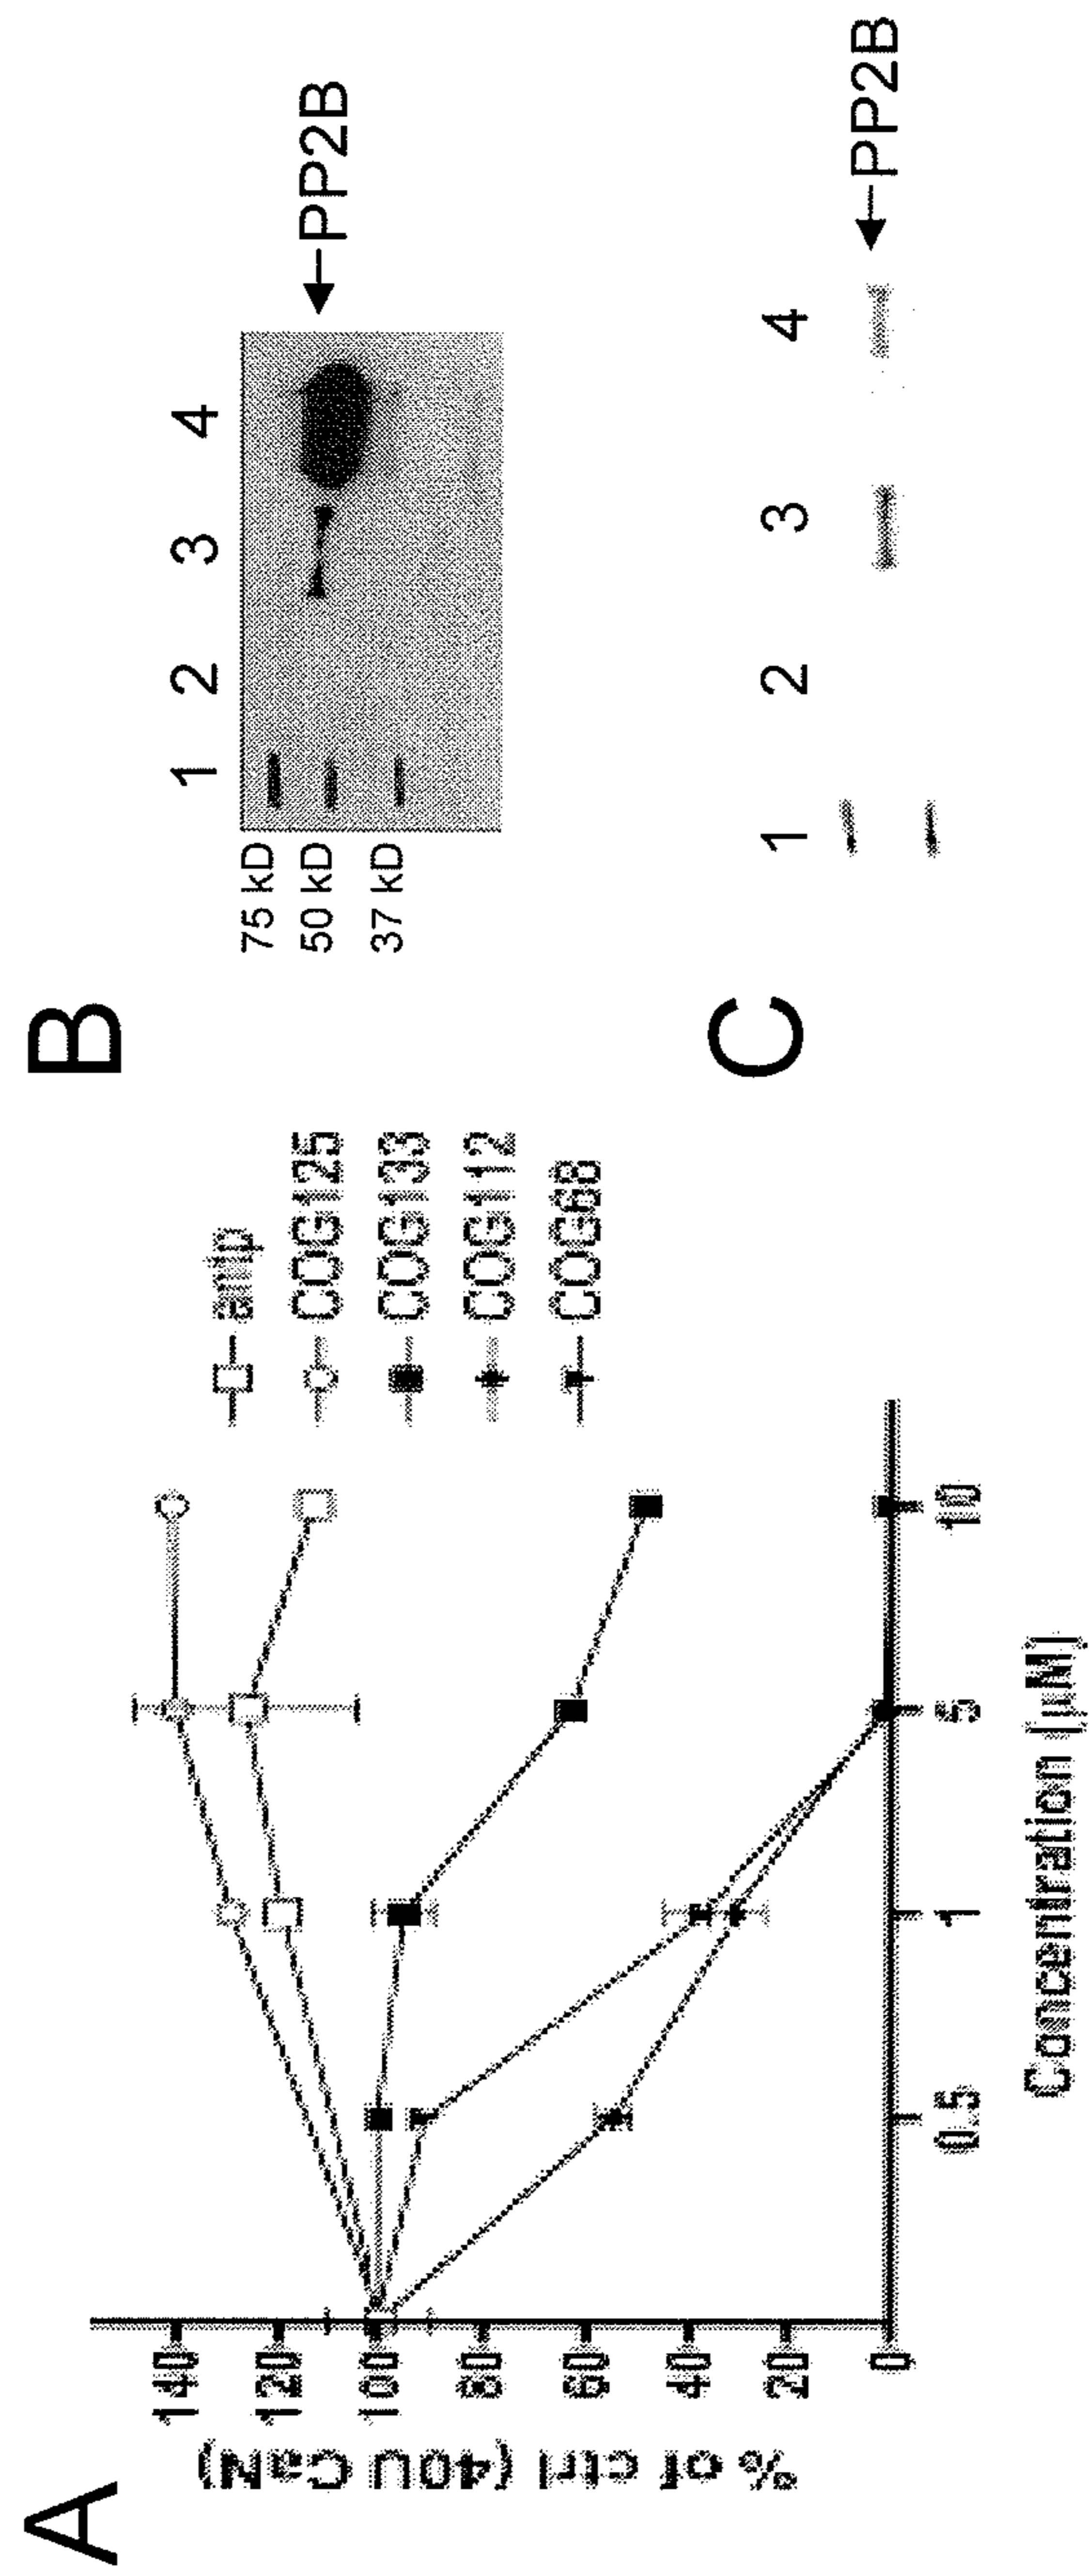 A
% of ctrl (40U CaN)
140
120
100
80
60
40
20
0
0.5
1
5
10
Concentration (µM)
amlp
COG125
COG133
COG112
COG68
B
1 2 3 4
75 kD
50 kD
37 kD
PP2B
C
1 2 3 4
PP2B